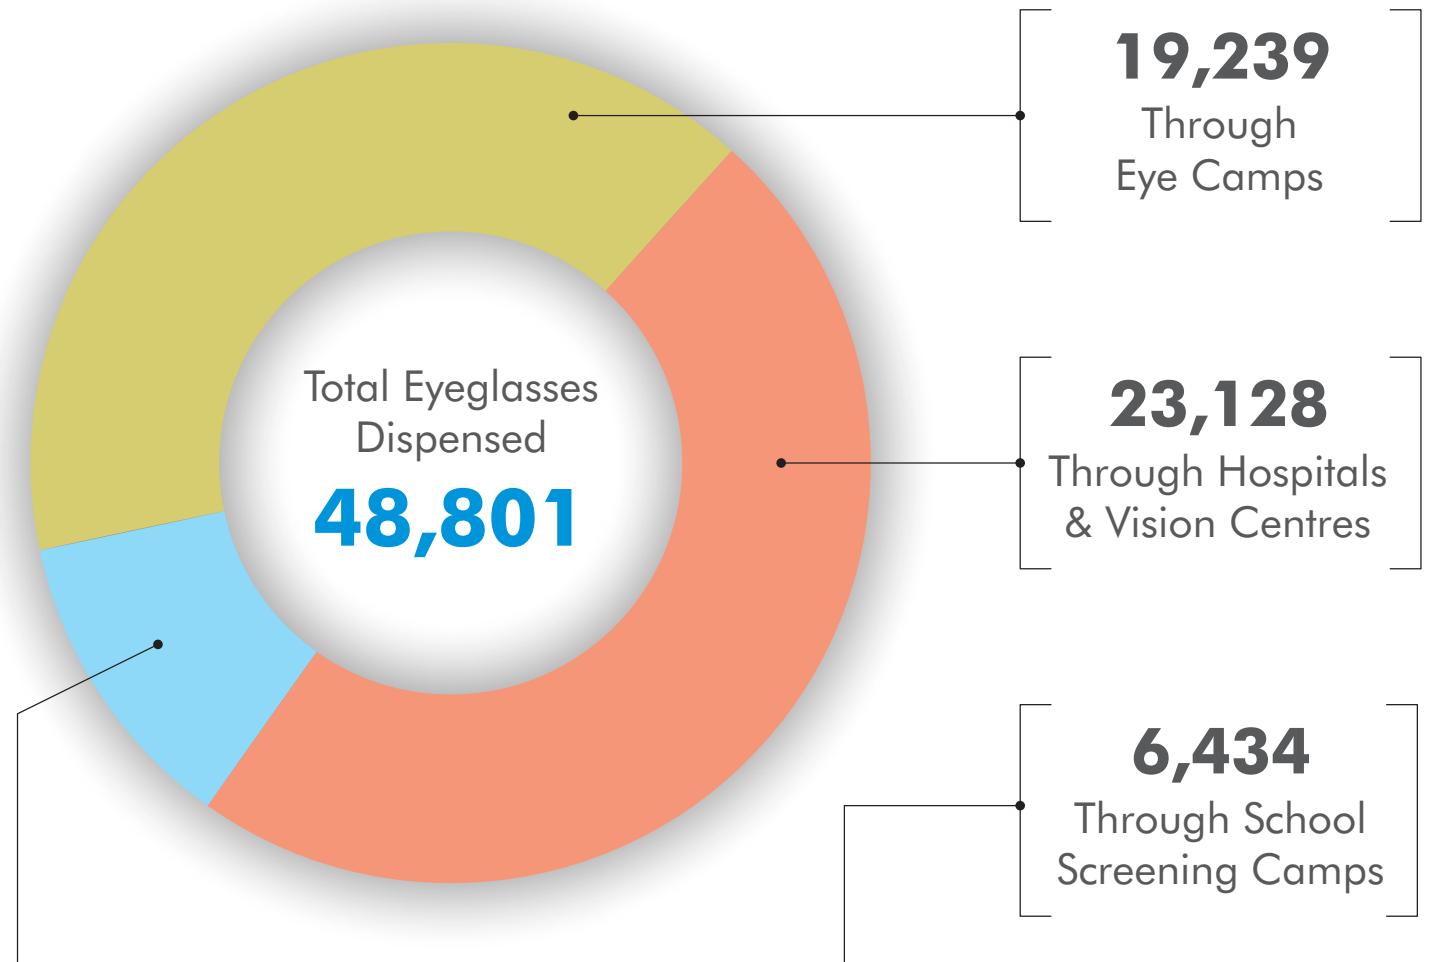 Total Eyeglasses
Dispensed
48,801
19,239
Through
Eye Camps
23,128
Through Hospitals
& Vision Centres
6,434
Through School
Screening Camps